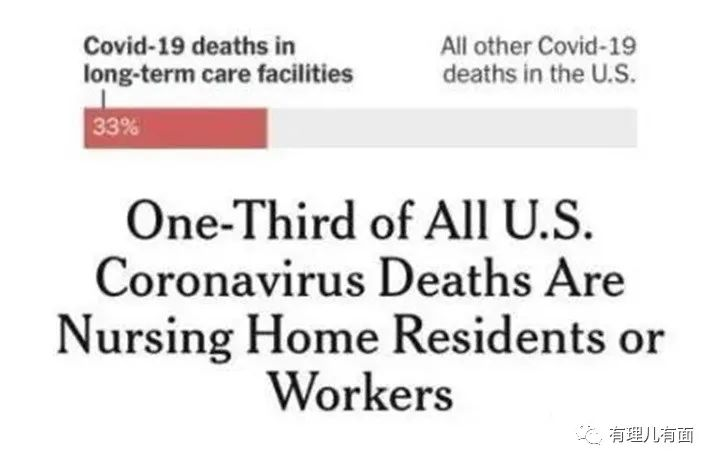 Covid-19 deaths in
long-term care facilities
All other Covid-19
deaths in the U.S.
33%
One-Third of All U.S.
Coronavirus Deaths Are
Nursing Home Residents or
Workers
有理儿有面